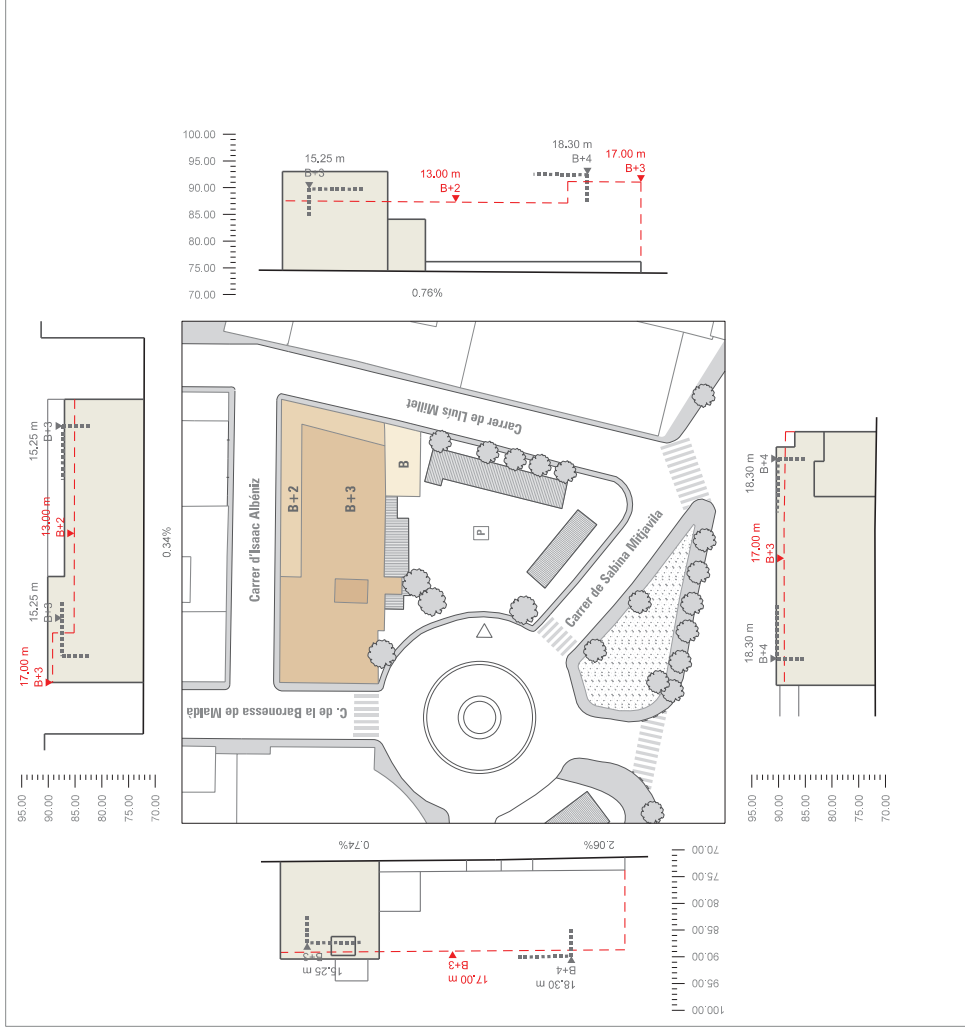 100.00
95.00
90.00
85.00
80.00
75.00
70.00
15.25 m
B+3
13.00 m
B+2
18.30 m
B+4
17.00 m
B+3
0.76%
15.25 m
B+3
13.00 m
B+2
15.25 m
B+3
17.00 m
B+3
0.34%
95.00
90.00
85.00
80.00
75.00
70.00
Carrer de Lluís Millet
Carrer d'Isaac Albéniz
B+2
B+3
B
P
Carrer de Sabina Mitjavila
C. de la Baronessa de Maldà
18.30 m
B+4
17.00 m
B+3
18.30 m
B+4
95.00
90.00
85.00
80.00
75.00
70.00
0.74%
2.06%
15.25 m
B+3
17.00 m
B+3
18.30 m
B+4
70.00
75.00
80.00
85.00
90.00
95.00
100.00